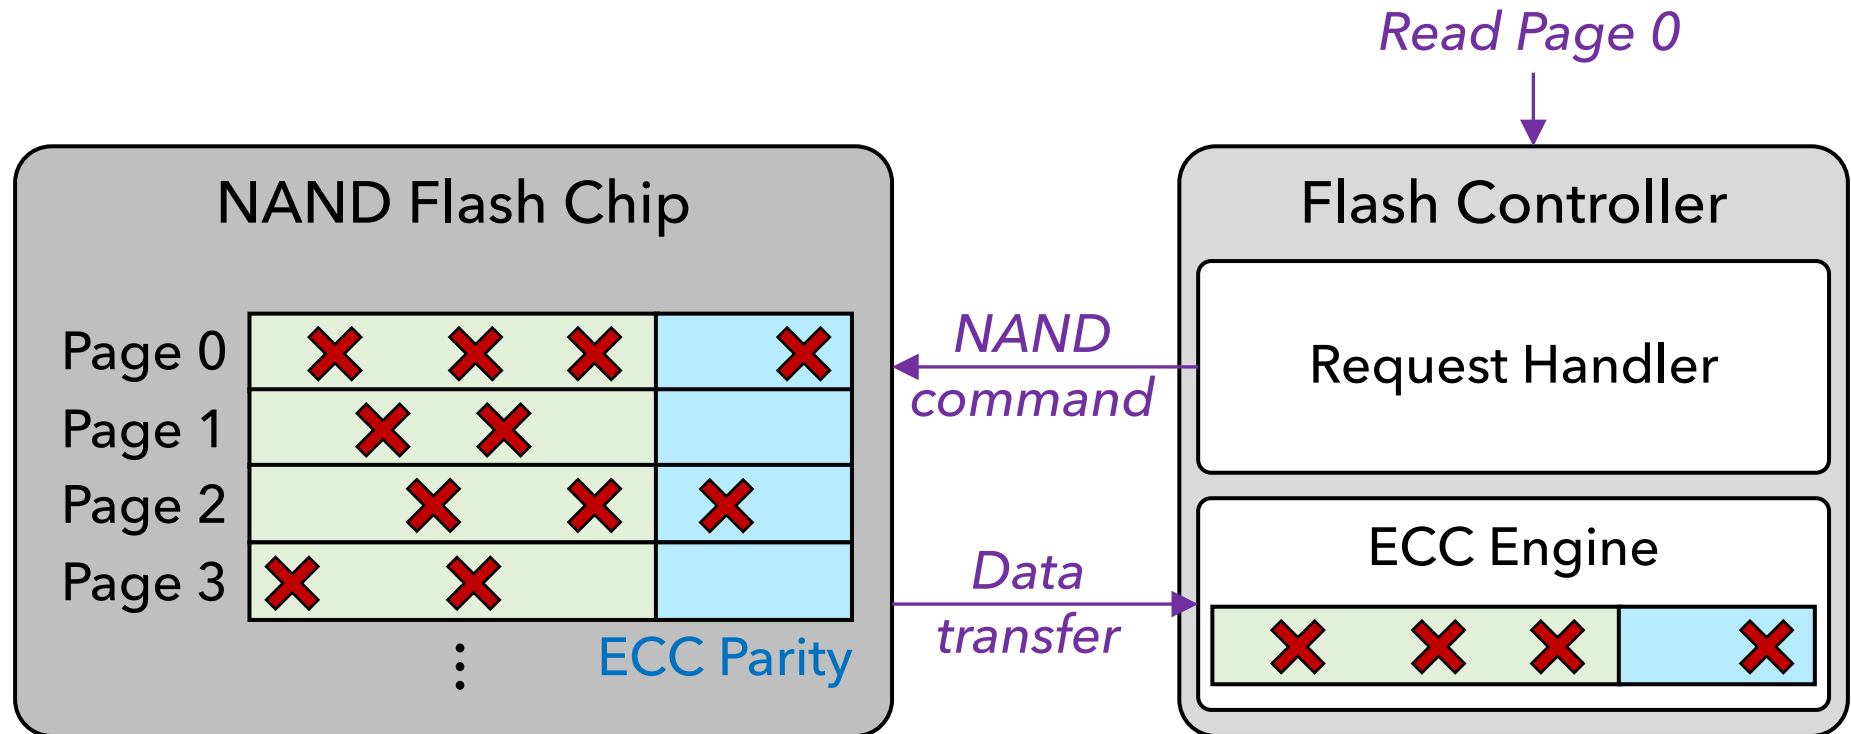 Read Page 0
NAND Flash Chip
Flash Controller
Page 0
Page 1
Page 2
Page 3
ECC Parity
NAND
command
Data
transfer
Request Handler
ECC Engine